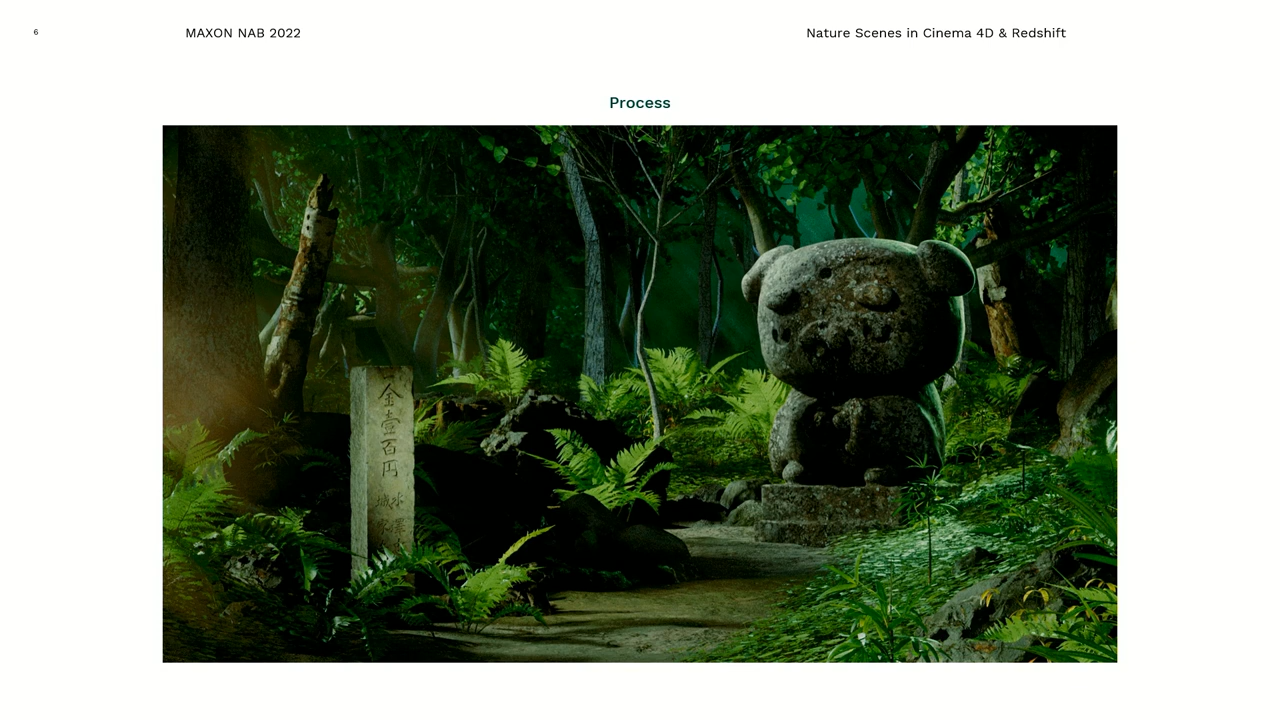 6
MAXON NAB 2022
Nature Scenes in Cinema 4D & Redshift
Process
金壹百円